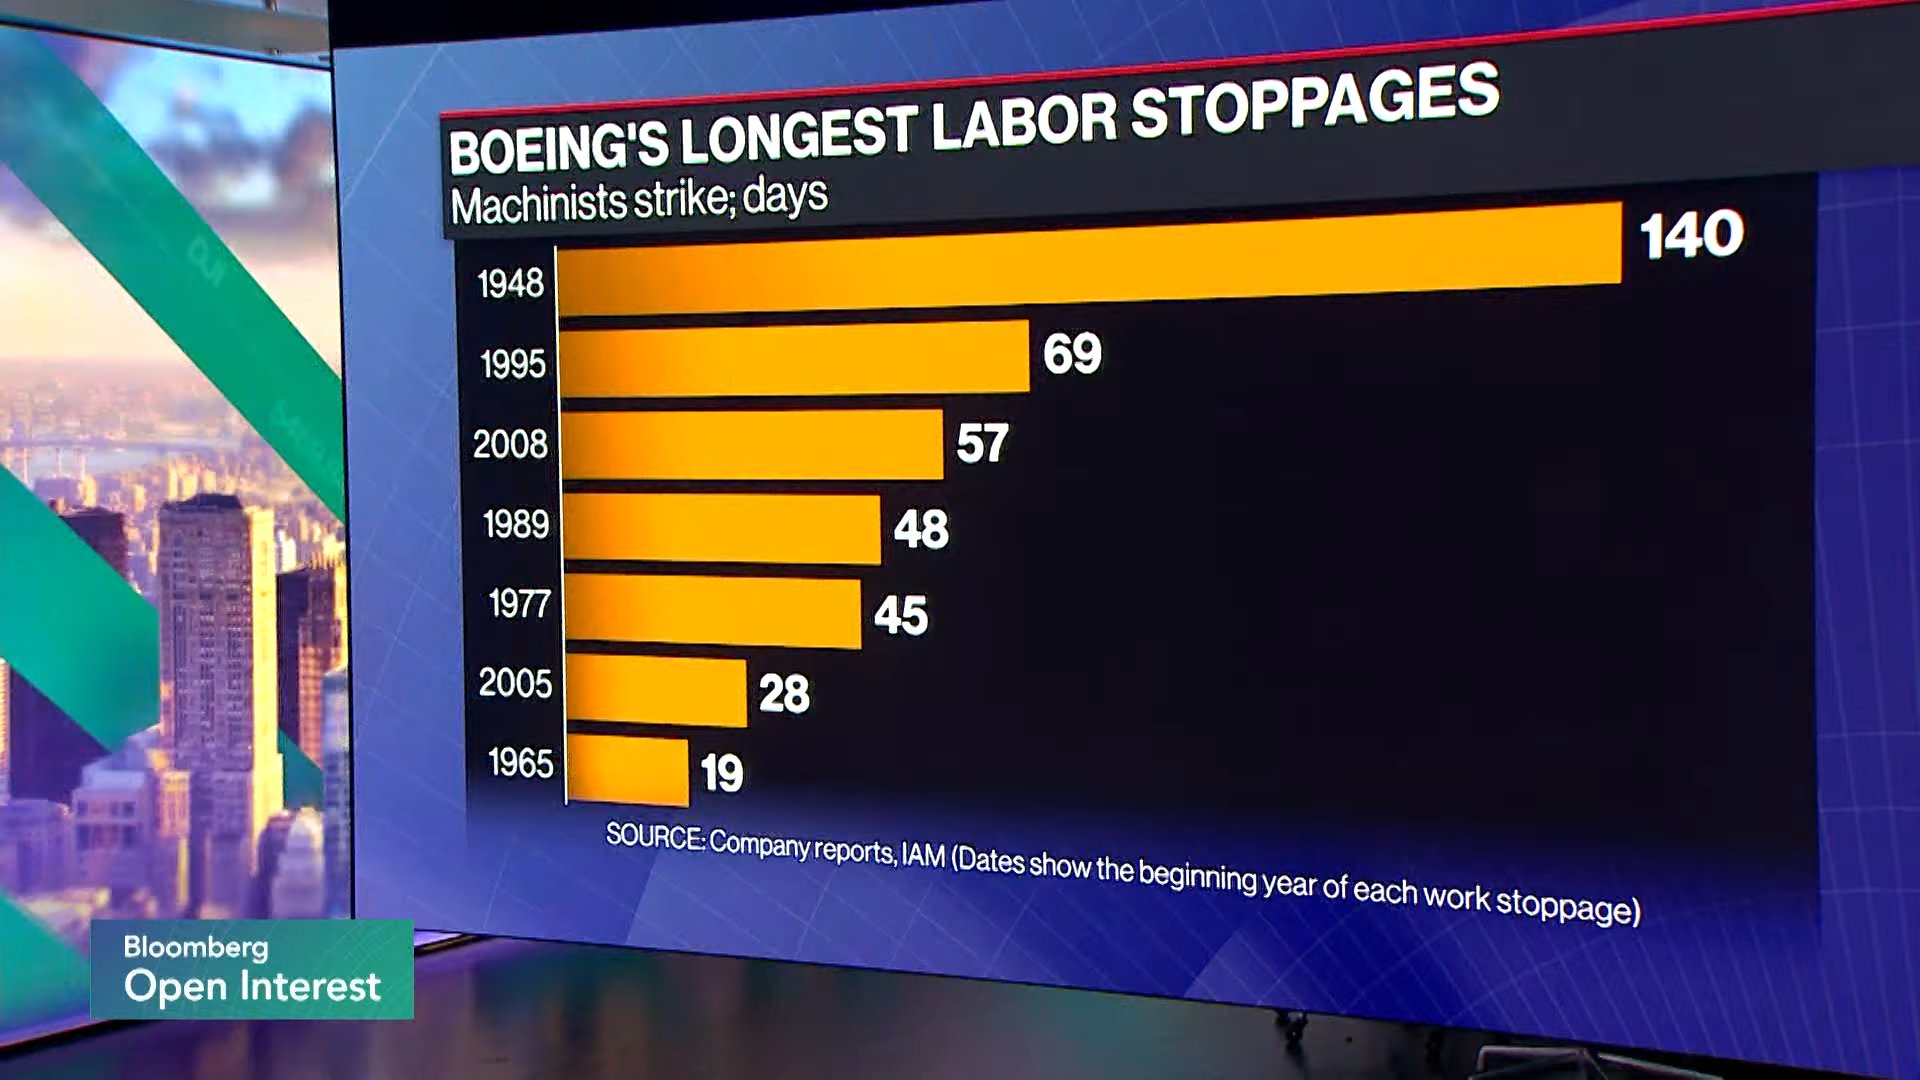 BOEING'S LONGEST LABOR STOPPAGES
Machinists strike; days
1948 140
1995 69
2008 57
1989 48
1977 45
2005 28
1965 19
SOURCE: Company reports, IAM (Dates show the beginning year of each work stoppage)
Bloomberg
Open Interest